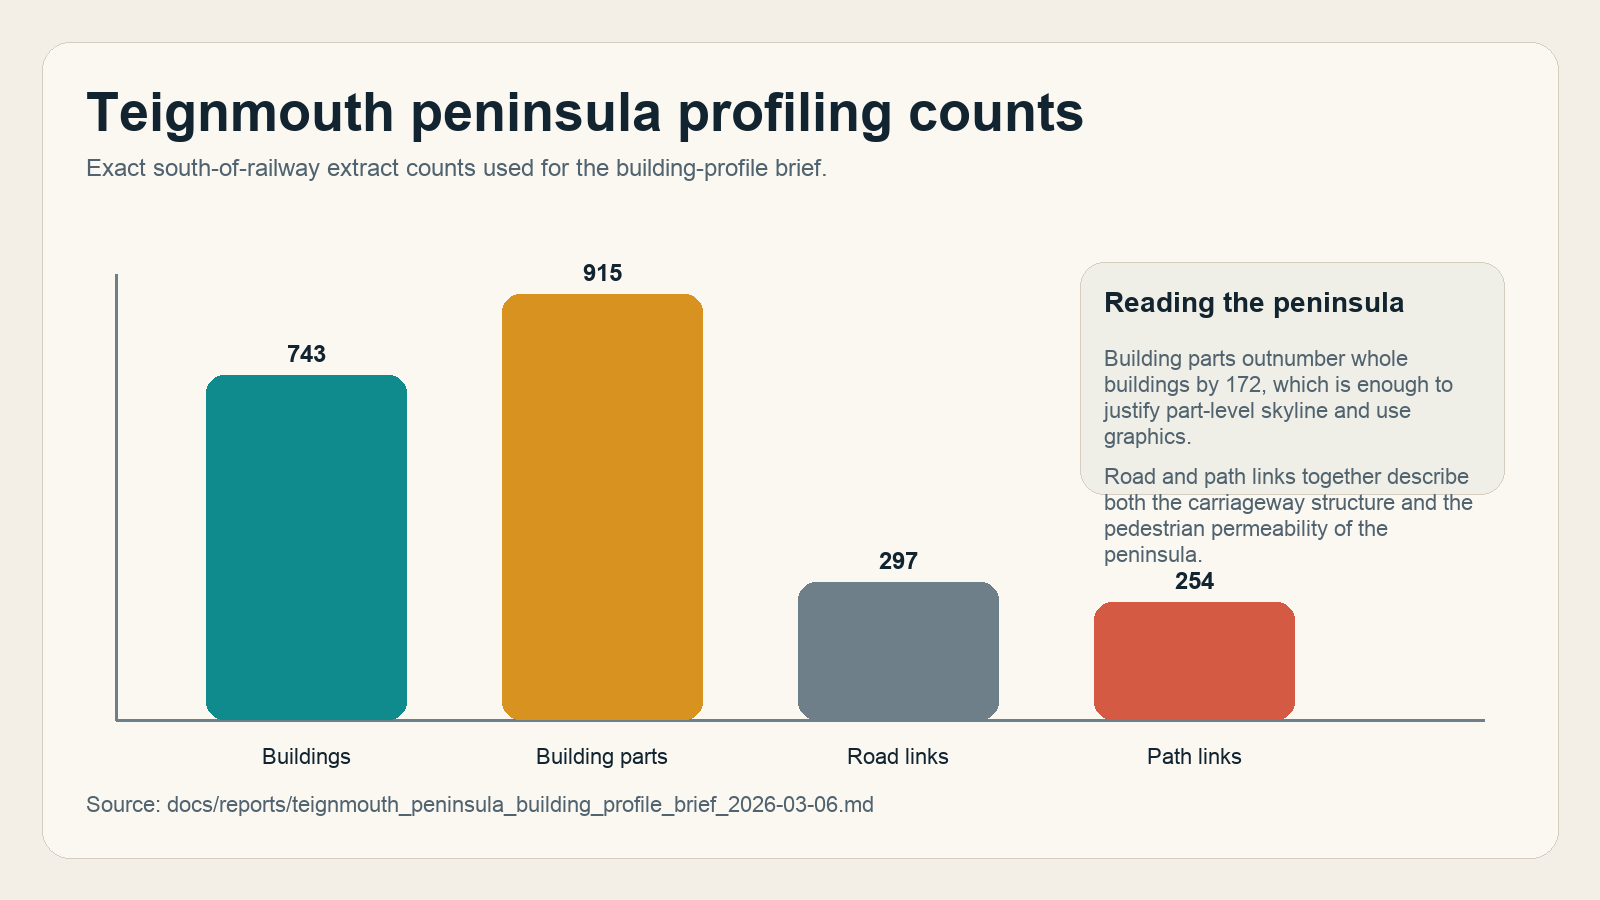 Teignmouth peninsula profiling counts
Exact south-of-railway extract counts used for the building-profile brief.
743
915
297
254
Reading the peninsula
Building parts outnumber whole
buildings by 172, which is enough to
justify part-level skyline and use
graphics.
Road and path links together describe
both the carriageway structure and the
pedestrian permeability of the
peninsula.
Buildings
Building parts
Road links
Path links
Source: docs/reports/teignmouth_peninsula_building_profile_brief_2026-03-06.md